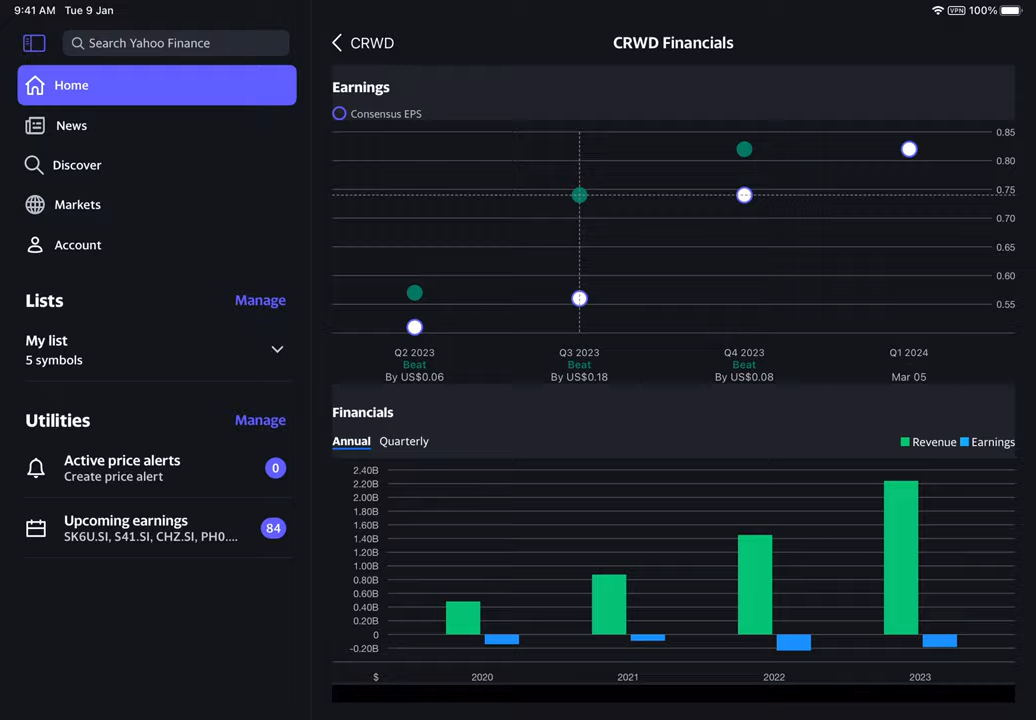 9:41 AM Tue 9 Jan
VPN 100%
Search Yahoo Finance
Home
News
Discover
Markets
Account
Lists Manage
My list
5 symbols
Utilities Manage
Active price alerts
Create price alert
0
Upcoming earnings
SK6U.SI, S41.SI, CHZ.SI, PH0....
84
CRWD
CRWD Financials
Earnings
Consensus EPS
0.85
0.80
0.75
0.70
0.65
0.60
0.55
Q2 2023 Q3 2023 Q4 2023 Q1 2024
Beat Beat Beat
By US$0.06 By US$0.18 By US$0.08 Mar 05
Financials
Annual Quarterly
Revenue Earnings
2.40B
2.20B
2.00B
1.80B
1.60B
1.40B
1.20B
1.00B
0.80B
0.60B
0.40B
0.20B
0
-0.20B
$ 2020 2021 2022 2023